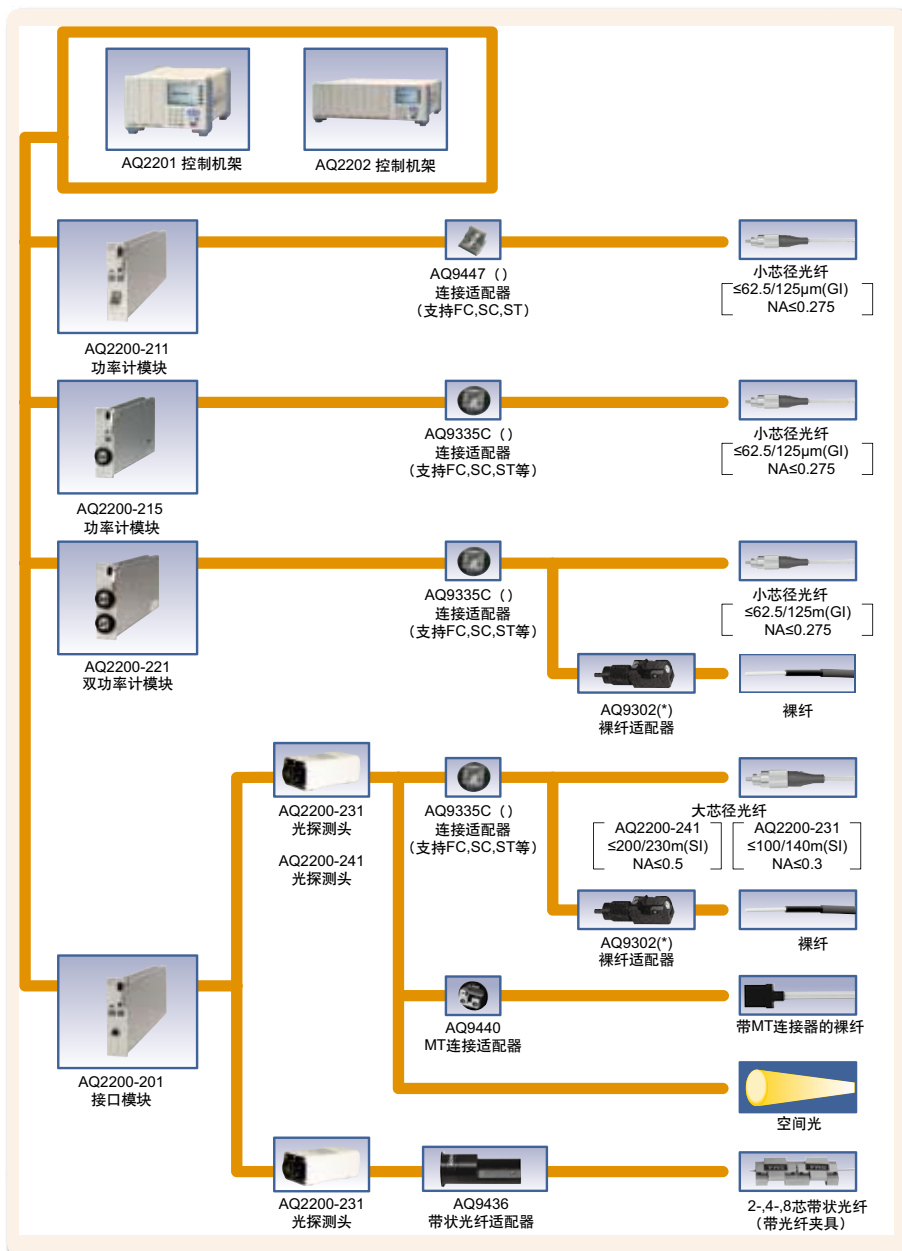 AQ2201 控制机架
AQ2202 控制机架
AQ2200-211
功率计模块
AQ9447（）
连接适配器
（支持FC,SC,ST）
小芯径光纤
≤62.5/125μm(GI)
NA≤0.275
AQ2200-215
功率计模块
AQ9335C（）
连接适配器
（支持FC,SC,ST等）
小芯径光纤
≤62.5/125μm(GI)
NA≤0.275
AQ2200-221
双功率计模块
AQ9335C（）
连接适配器
（支持FC,SC,ST等）
小芯径光纤
≤62.5/125m(GI)
NA≤0.275
AQ9302(*)
裸纤适配器
裸纤
AQ2200-231
光探测头
AQ2200-241
光探测头
AQ9335C（）
连接适配器
（支持FC,SC,ST等）
大芯径光纤
AQ2200-241
≤200/230m(SI)
NA≤0.5
AQ2200-231
≤100/140m(SI)
NA≤0.3
AQ9302(*)
裸纤适配器
裸纤
AQ9440
MT连接适配器
带MT连接器的裸纤
AQ2200-201
接口模块
空间光
AQ2200-231
光探测头
AQ9436
带状光纤适配器
2-,4-,8芯带状光纤
（带光纤夹具）